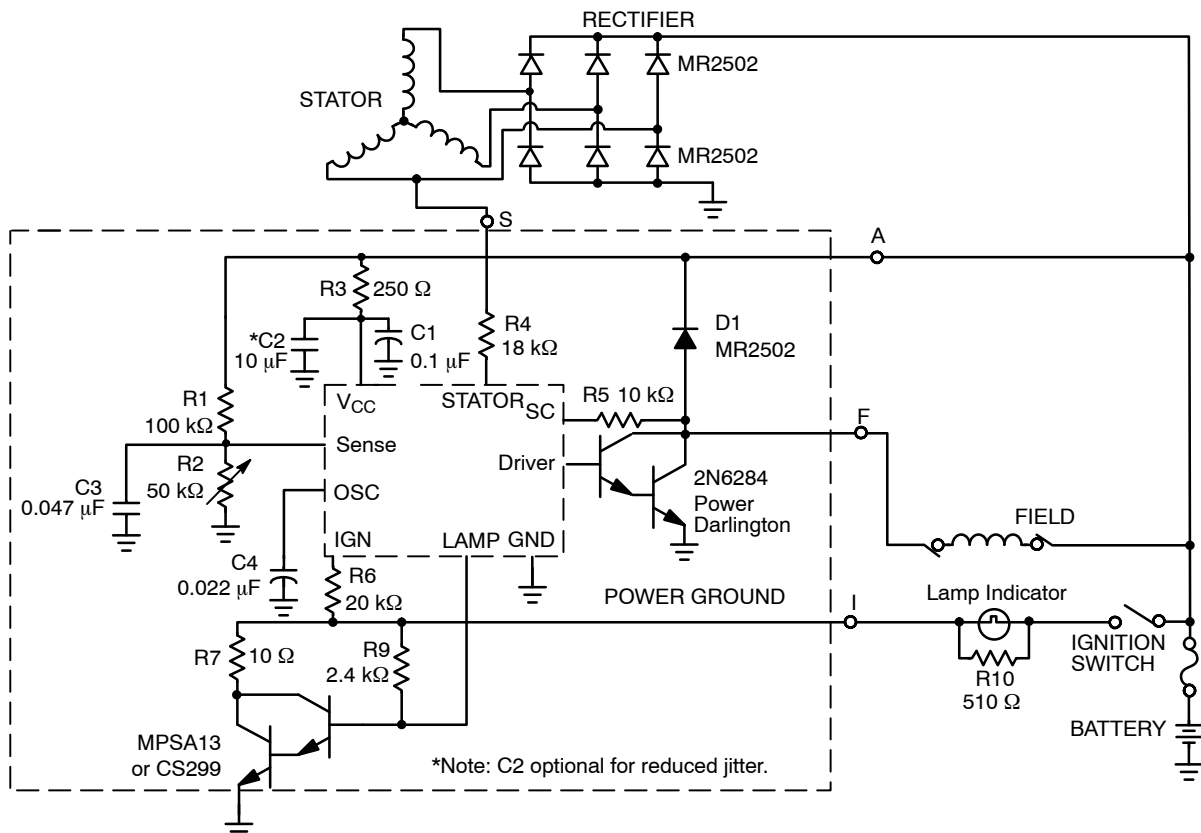 RECTIFIER
MR2502
STATOR
MR2502
S
A
R3
250 Ω
*C2
10 μF
C1
0.1 μF
R4
18 kΩ
D1
MR2502
R1
100 kΩ
VCC
STATOR
SC
R5 10 kΩ
F
Sense
Driver
R2
50 kΩ
C3
0.047 μF
OSC
2N6284
Power
Darlington
FIELD
IGN
LAMP
GND
C4
0.022 μF
R6
20 kΩ
POWER GROUND
I
Lamp Indicator
IGNITION
SWITCH
R7
10 Ω
R9
2.4 kΩ
R10
510 Ω
BATTERY
MPSA13
or CS299
*Note: C2 optional for reduced jitter.